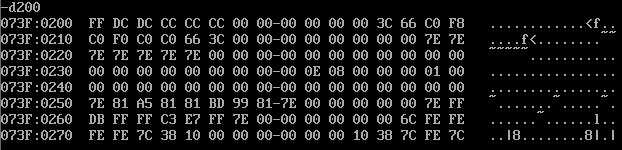 -d200
073F:0200  FF DC DC CC CC CC 00 00-00 00 00 00 3C 66 C0 F8   ............<f..
073F:0210  C0 F0 C0 C0 66 3C 00 00-00 00 00 00 00 00 7E 7E   ....f<........~~
073F:0220  7E 7E 7E 7E 7E 00 00 00-00 00 00 00 00 00 00 00   ~~~~~...........
073F:0230  00 00 00 00 00 00 00 00-00 0E 08 00 00 00 01 00   ................
073F:0240  00 00 00 00 00 00 00 00-00 00 00 00 00 00 00 00   ................
073F:0250  7E 81 A5 81 81 BD 99 81-7E 00 00 00 00 00 7E FF   ~.......~.....~.
073F:0260  DB FF FF C3 E7 FF 7E 00-00 00 00 00 00 6C FE FE   ......~......l..
073F:0270  FE FE 7C 38 10 00 00 00-00 00 00 00 10 38 7C FE 7C   ..|8.........8|.|